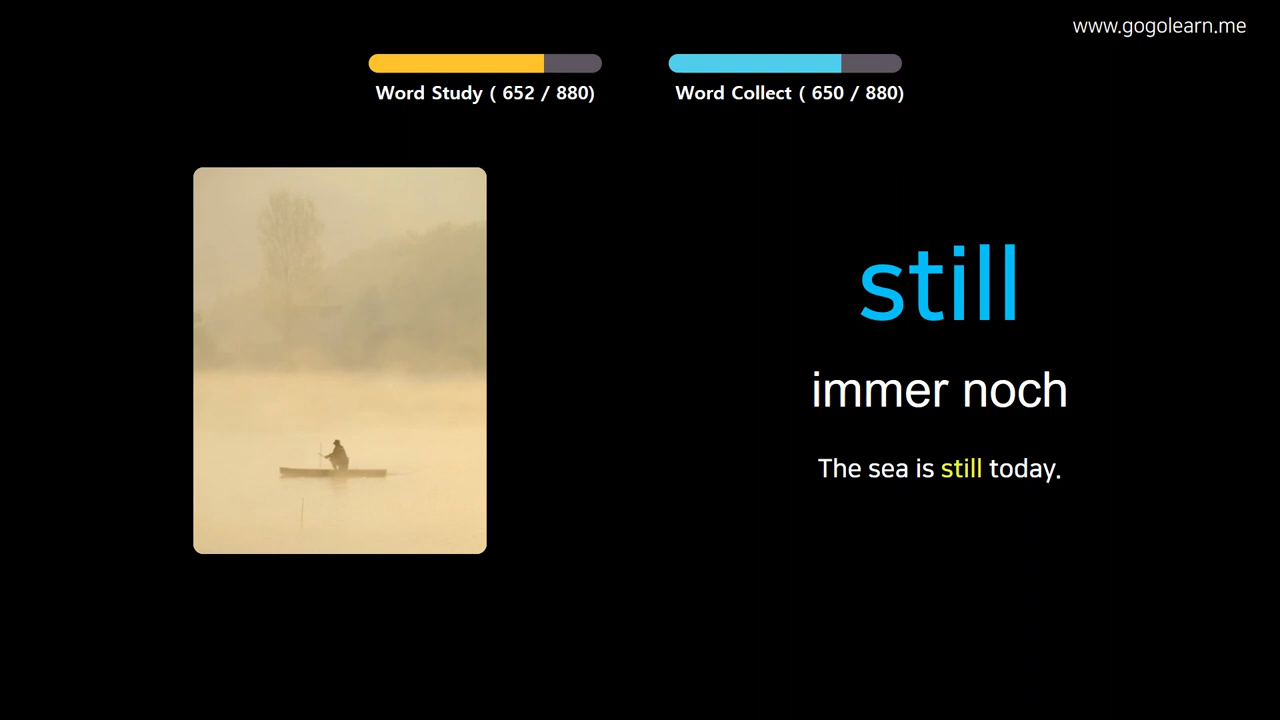 www.gogolearn.me
Word Study ( 652 / 880)
Word Collect ( 650 / 880)
still
immer noch
The sea is still today.